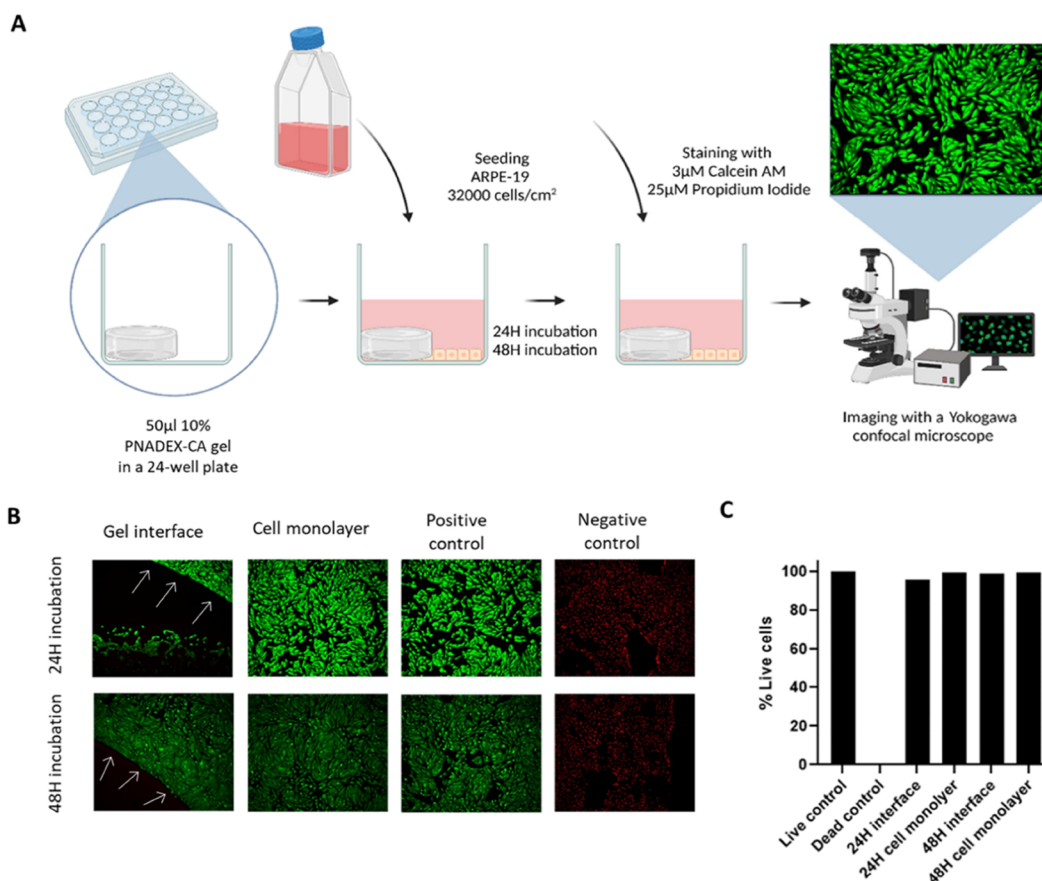 A
Seeding
ARPE-19
32000 cells/cm²
Staining with
3µM Calcein AM
25µM Propidium Iodide
24H incubation
48H incubation
50µl 10%
PNADEX-CA gel
in a 24-well plate
Imaging with a Yokogawa
confocal microscope
B
Gel interface
Cell monolayer
Positive
control
Negative
control
24H incubation
48H incubation
C
% Live cells
100
80
60
40
20
0
Live control
Dead control
24H interface
24H cell monolyer
48H interface
48H cell monolayer